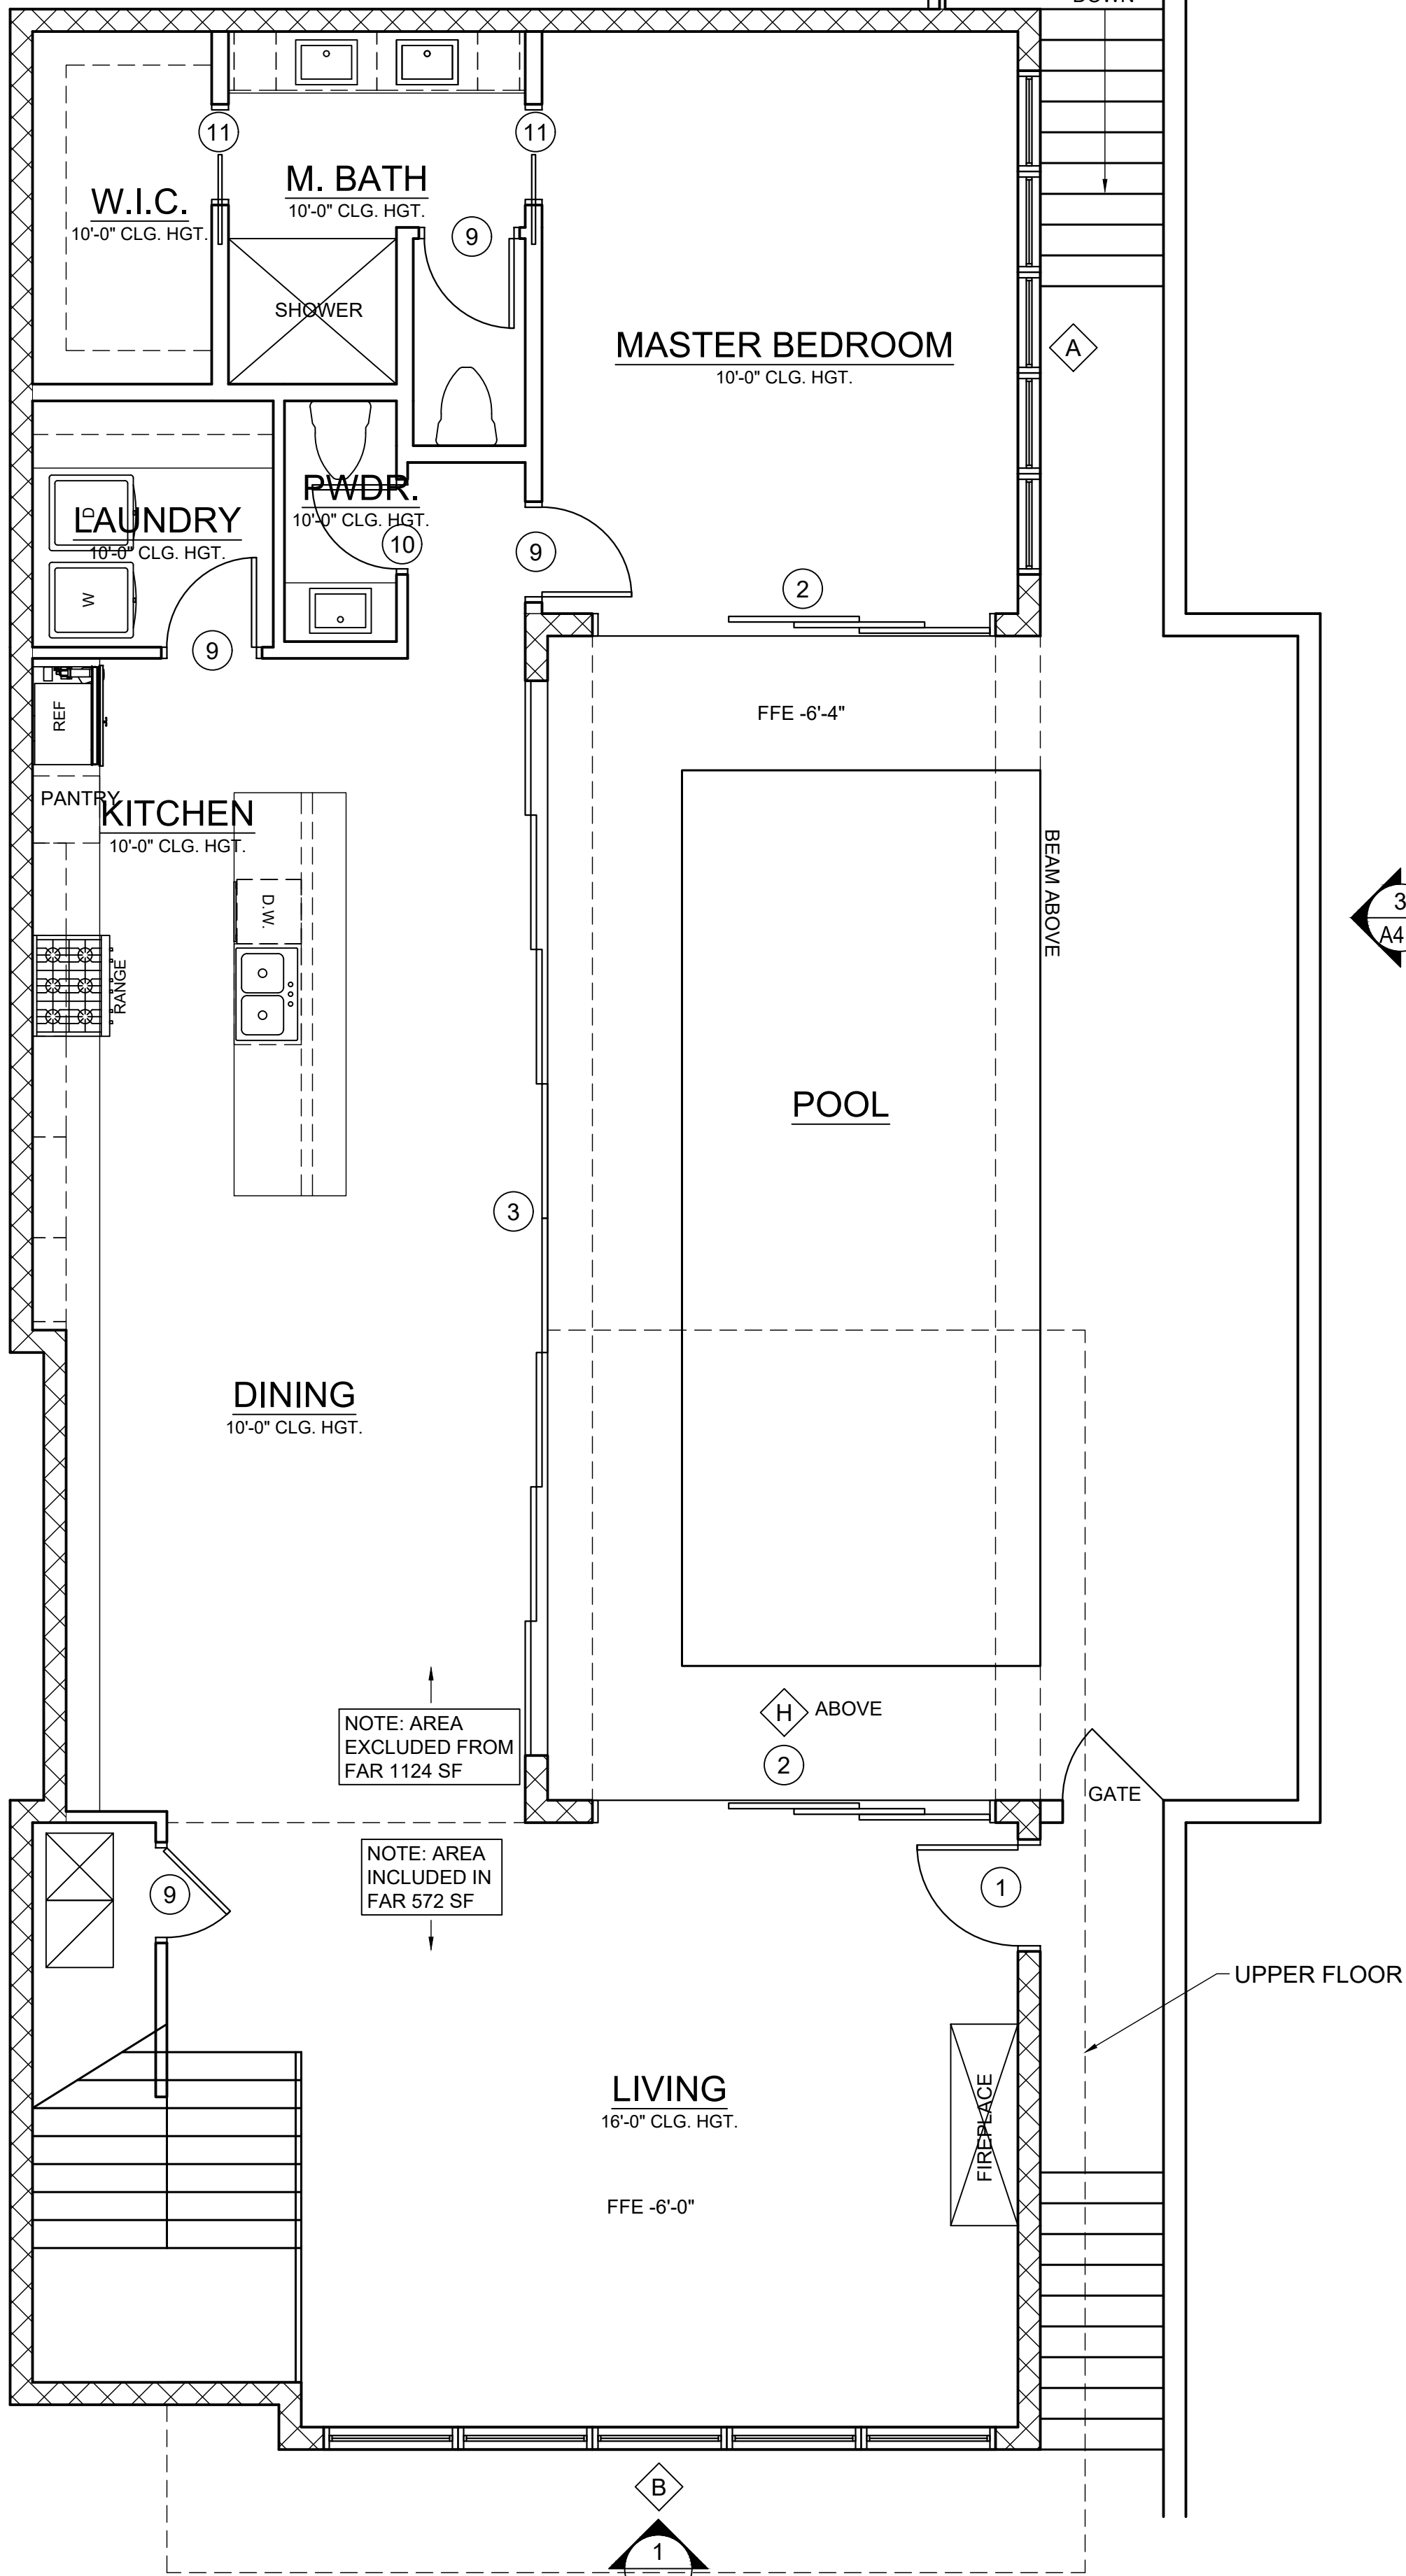 11
11
M. BATH
10'-0" CLG. HGT.
W.I.C.
10'-0" CLG. HGT.
9
SHOWER
MASTER BEDROOM
10'-0" CLG. HGT.
A
PWDR.
10'-0" CLG. HGT.
D
LAUNDRY
10'-0" CLG. HGT.
10
9
W
2
9
REF
FFE -6'-4"
PANTRY
KITCHEN
10'-0" CLG. HGT.
BEAM ABOVE
D.W.
3
A4
RANGE
POOL
3
DINING
10'-0" CLG. HGT.
NOTE: AREA
EXCLUDED FROM
FAR 1124 SF
H ABOVE
2
GATE
NOTE: AREA
INCLUDED IN
FAR 572 SF
9
1
UPPER FLOOR
LIVING
16'-0" CLG. HGT.
FIREPLACE
FFE -6'-0"
B
1